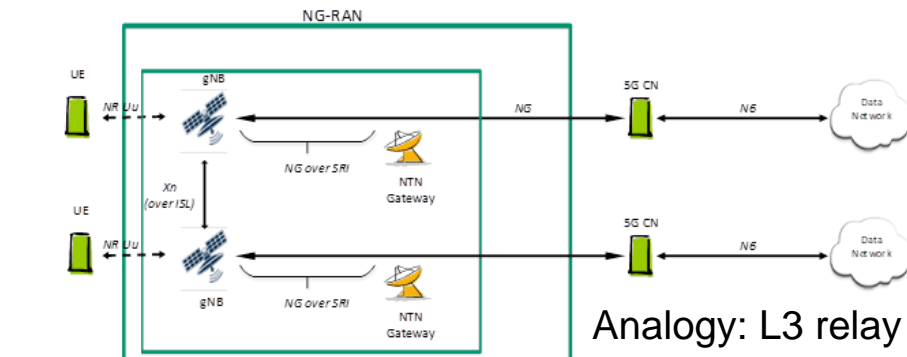 NG-RAN
UE
gNB
5G CN
NR Uu
NG
N6
Data
Network
NG over SRI
NTN
Gateway
Xn
(over ISL)
UE
5G CN
NR Uu
N6
Data
Network
gNB
NG over SRI
NTN
Gateway
Analogy: L3 relay